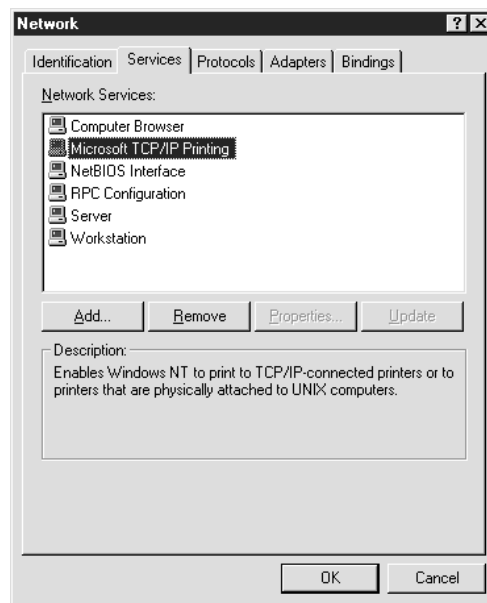 Network
Identification Services Protocols Adapters Bindings
Network Services:
Computer Browser
Microsoft TCP/IP Printing
NetBIOS Interface
RPC Configuration
Server
Workstation
Add... Remove Properties... Update
Description:
Enables Windows NT to print to TCP/IP-connected printers or to
printers that are physically attached to UNIX computers.
OK Cancel